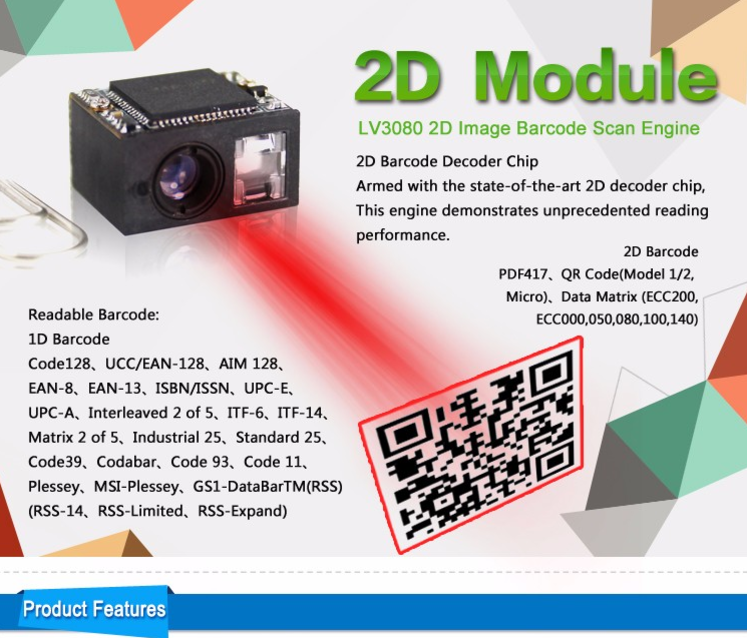 2D Module
LV3080 2D Image Barcode Scan Engine
2D Barcode Decoder Chip
Armed with the state-of-the-art 2D decoder chip,
This engine demonstrates unprecedented reading
performance.
2D Barcode
PDF417、QR Code(Model 1/2,
Micro)、Data Matrix (ECC200,
ECC000,050,080,100,140)
Readable Barcode:
1D Barcode
Code128、UCC/EAN-128、AIM 128、
EAN-8、EAN-13、ISBN/ISSN、UPC-E、
UPC-A、Interleaved 2 of 5、ITF-6、ITF-14、
Matrix 2 of 5、Industrial 25、Standard 25、
Code39、Codabar、Code 93、Code 11、
Plessey、MSI-Plessey、GS1-DataBarTM(RSS)
(RSS-14、RSS-Limited、RSS-Expand)
Product Features